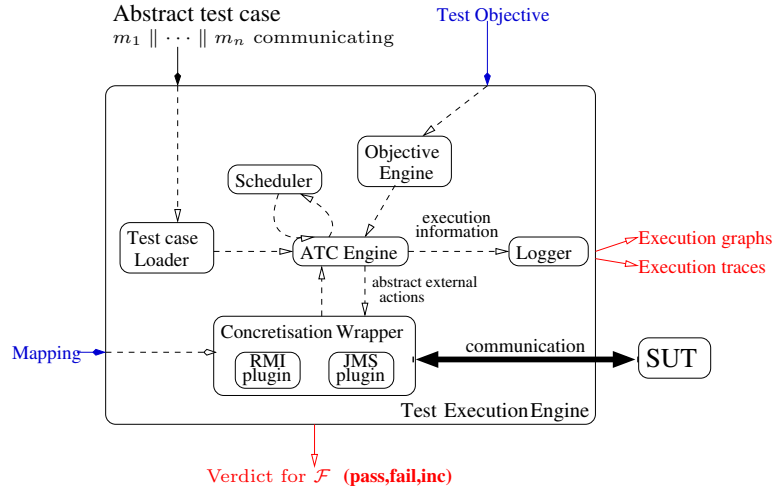 Abstract test case
m₁ ∥ ⋯ ∥ mₙ communicating
Test Objective
Objective
Engine
Scheduler
execution
information
Test case
Loader
ATC Engine
Logger
Execution graphs
Execution traces
abstract external
actions
Concretisation Wrapper
Mapping
RMI
plugin
JMS
plugin
communication
SUT
Test Execution Engine
Verdict for ℱ (pass,fail,inc)